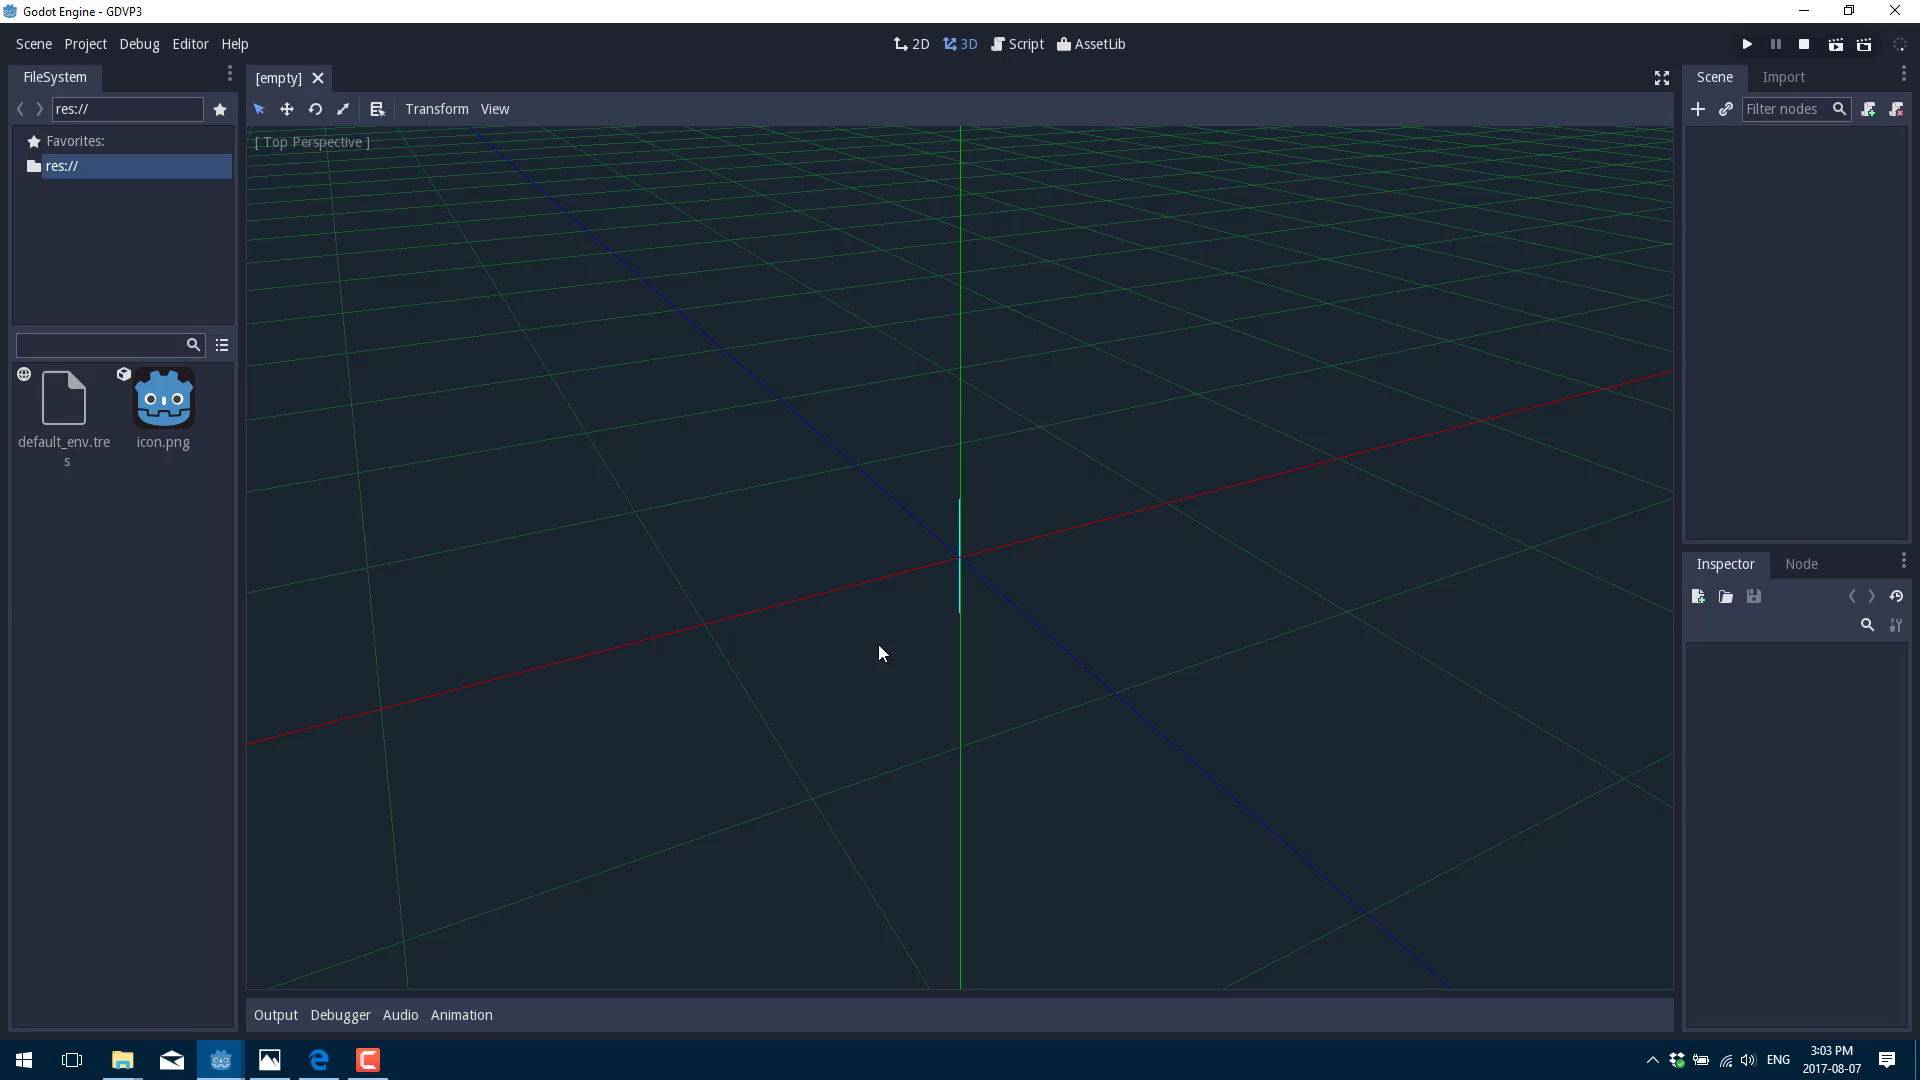 Godot Engine - GDVP3
Scene Project Debug Editor Help
2D 3D Script AssetLib
FileSystem
[empty]
Scene Import
res://
Transform View
Filter nodes
[ Top Perspective ]
Favorites:
res://
default_env.tre
s
icon.png
Inspector Node
Output Debugger Audio Animation
ENG
3:03 PM
2017-08-07